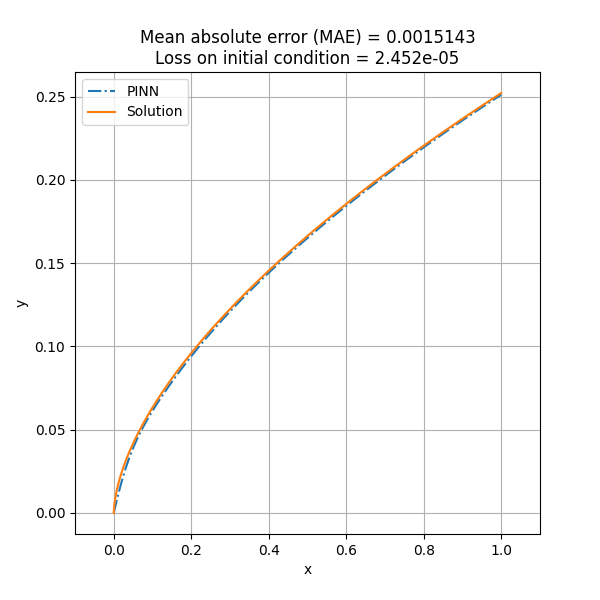 Mean absolute error (MAE) = 0.0015143
Loss on initial condition = 2.452e-05
PINN
Solution
0.25
0.20
0.15
0.10
0.05
0.00
y
0.0 0.2 0.4 0.6 0.8 1.0
x